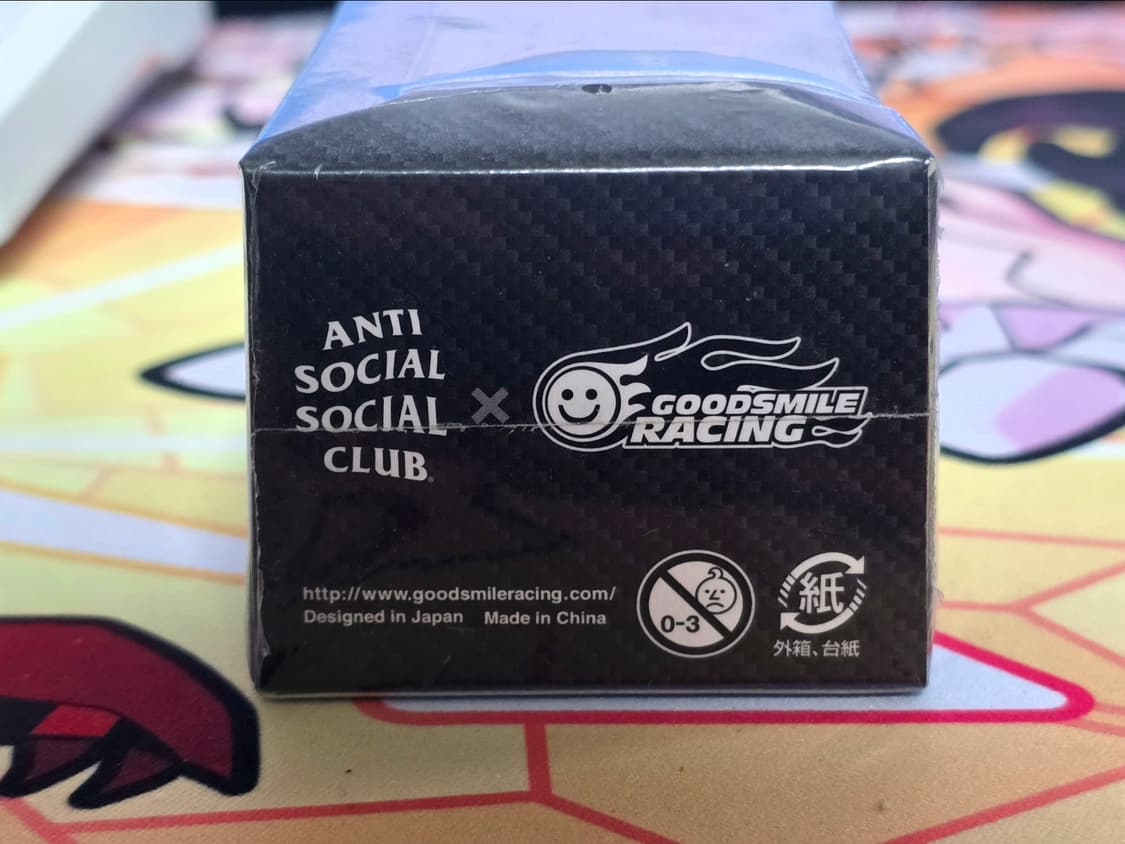 ANTI
SOCIAL
SOCIAL
CLUB®
×
GOODSMILE
RACING
http://www.goodsmileracing.com/
Designed in Japan Made in China
0-3
紙
外箱、台紙